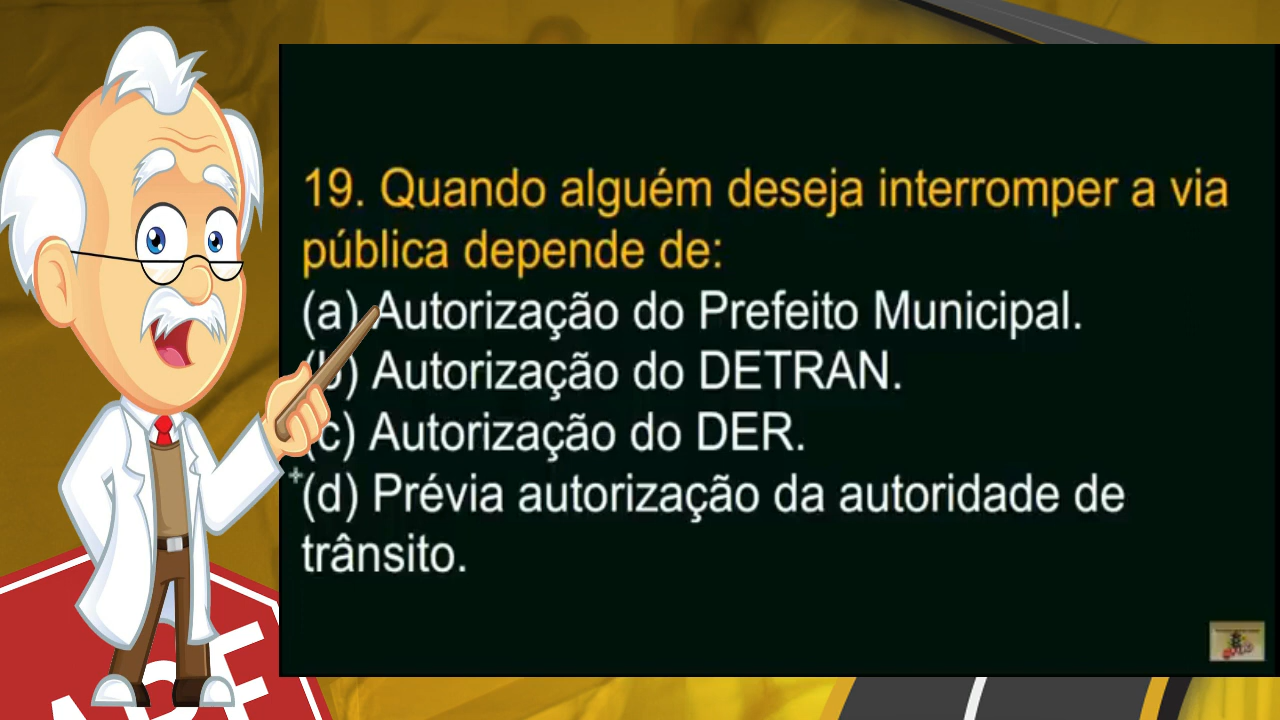 19. Quando alguém deseja interromper a via
pública depende de:
(a) Autorização do Prefeito Municipal.
(b) Autorização do DETRAN.
(c) Autorização do DER.
(d) Prévia autorização da autoridade de
trânsito.